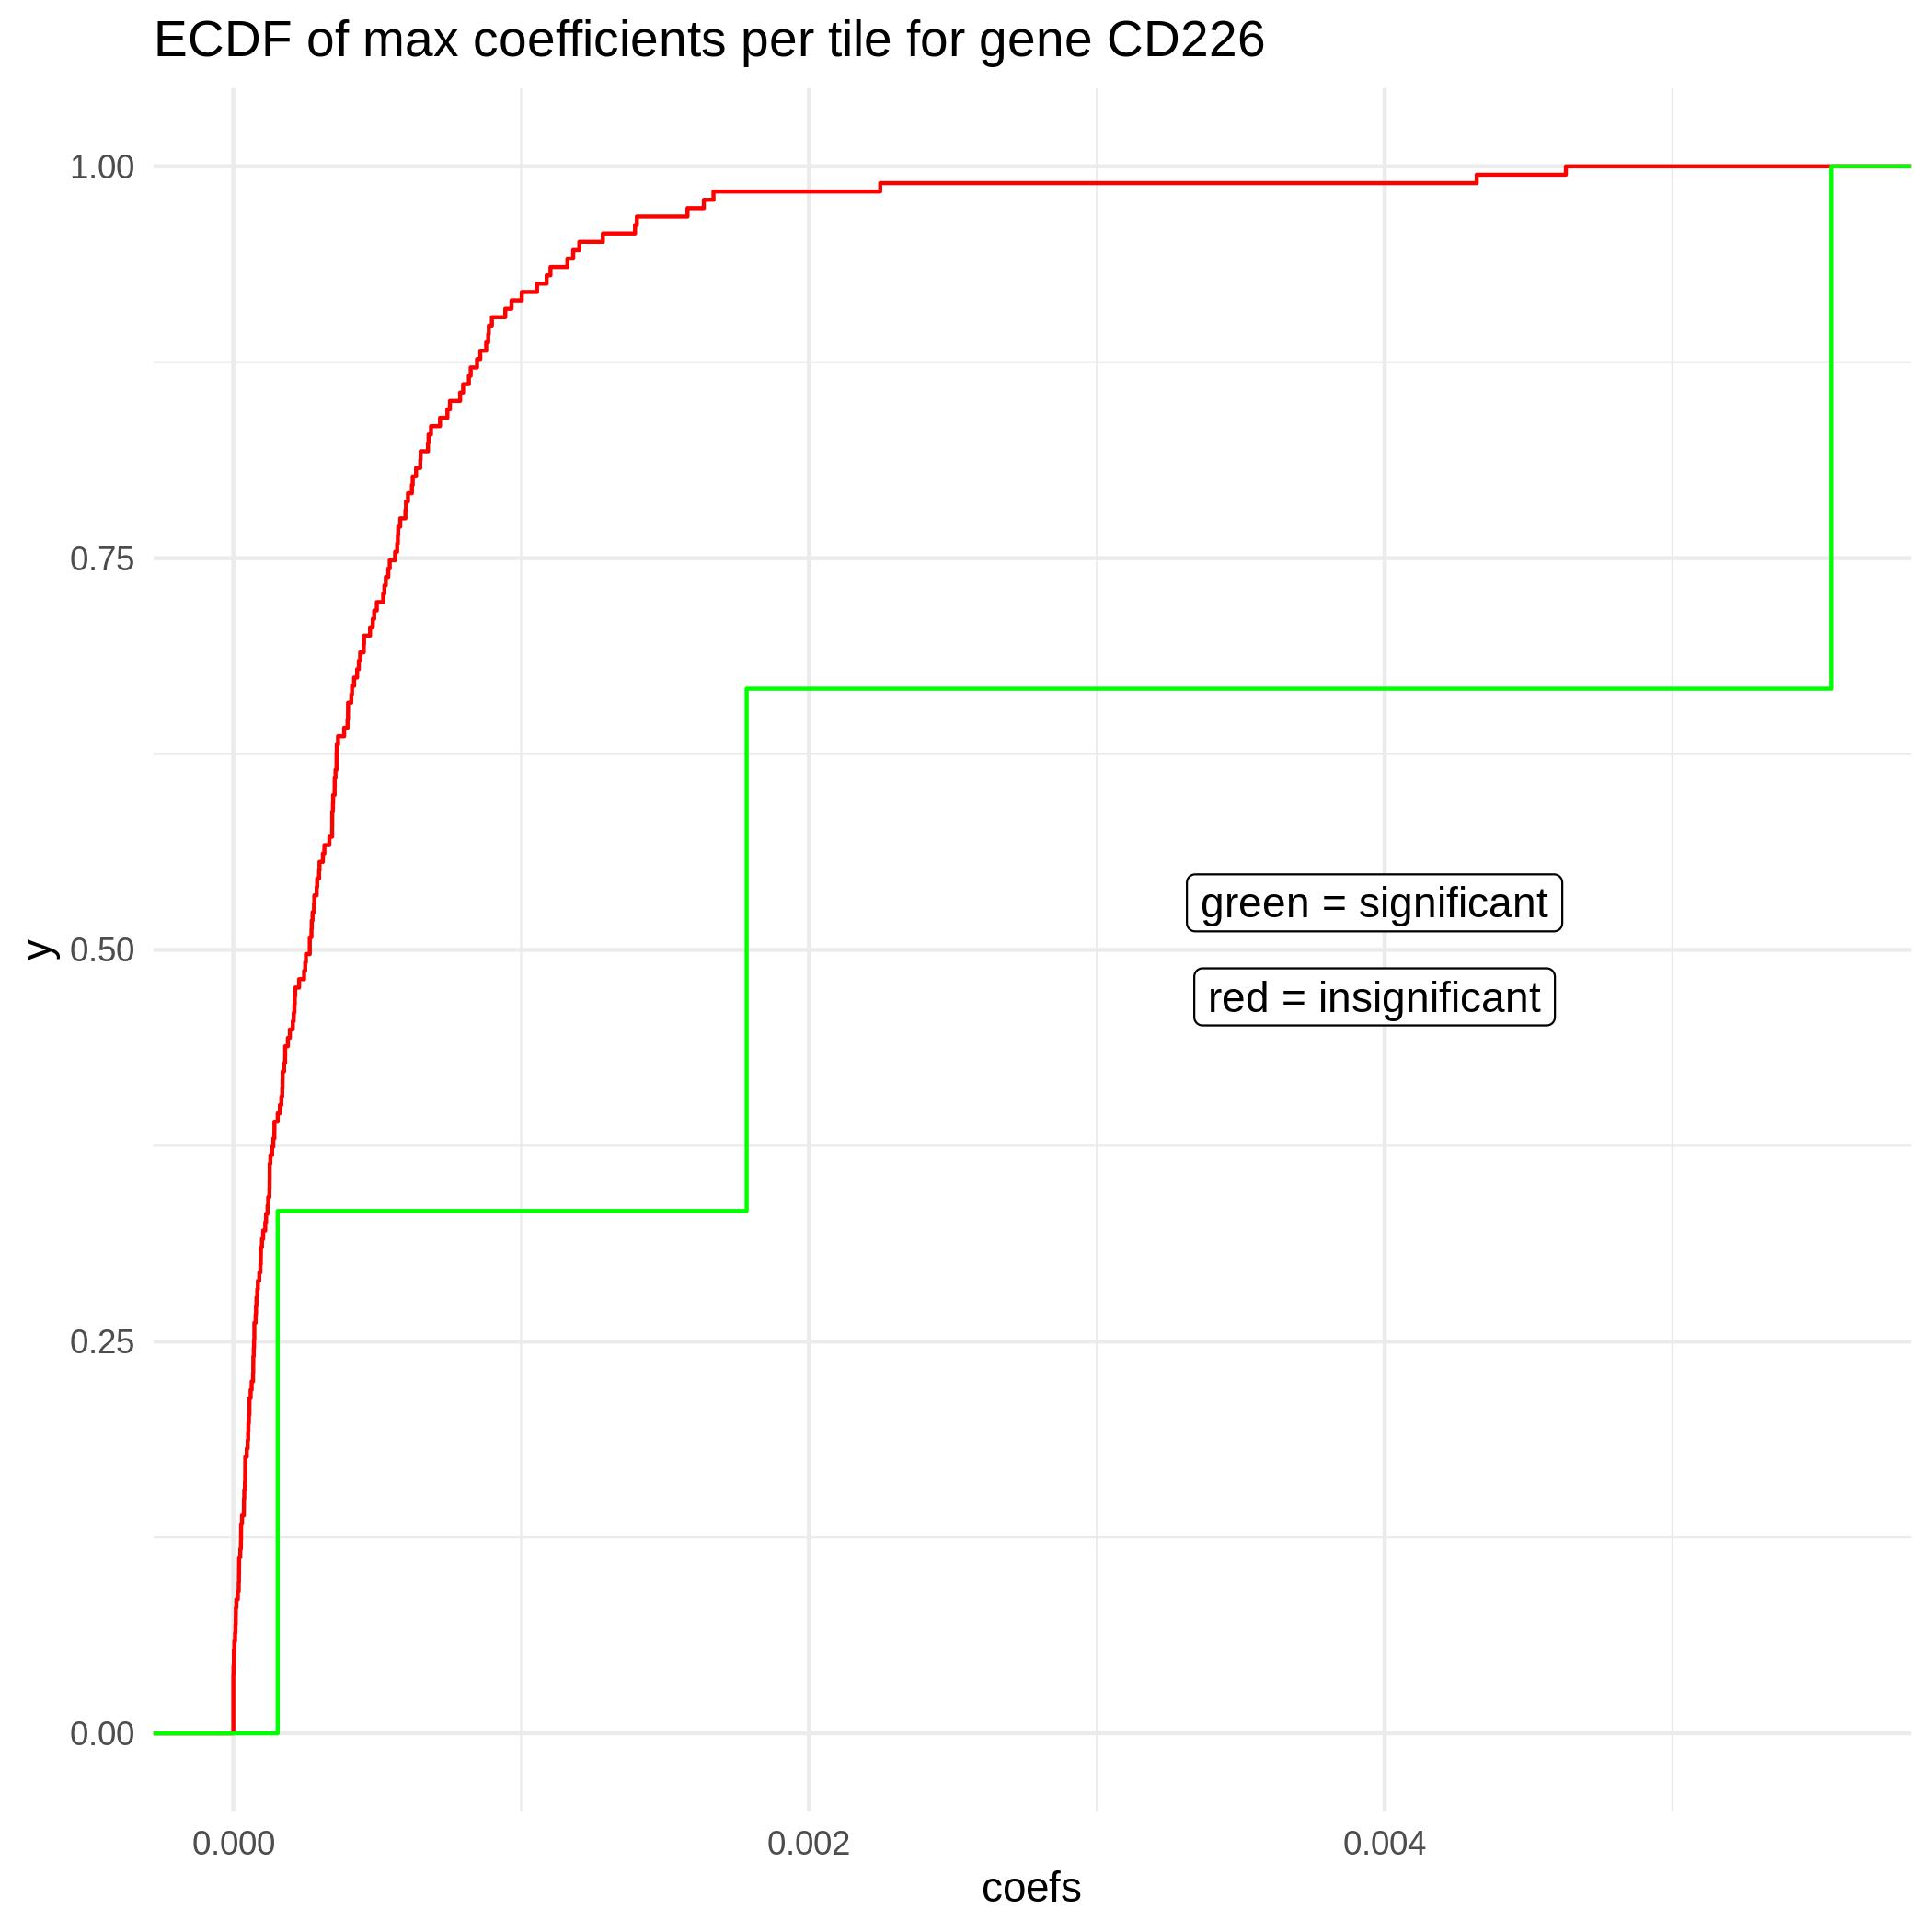 ECDF of max coefficients per tile for gene CD226
1.00
0.75
0.50
0.25
0.00
y
green = significant
red = insignificant
0.000
0.002
0.004
coefs